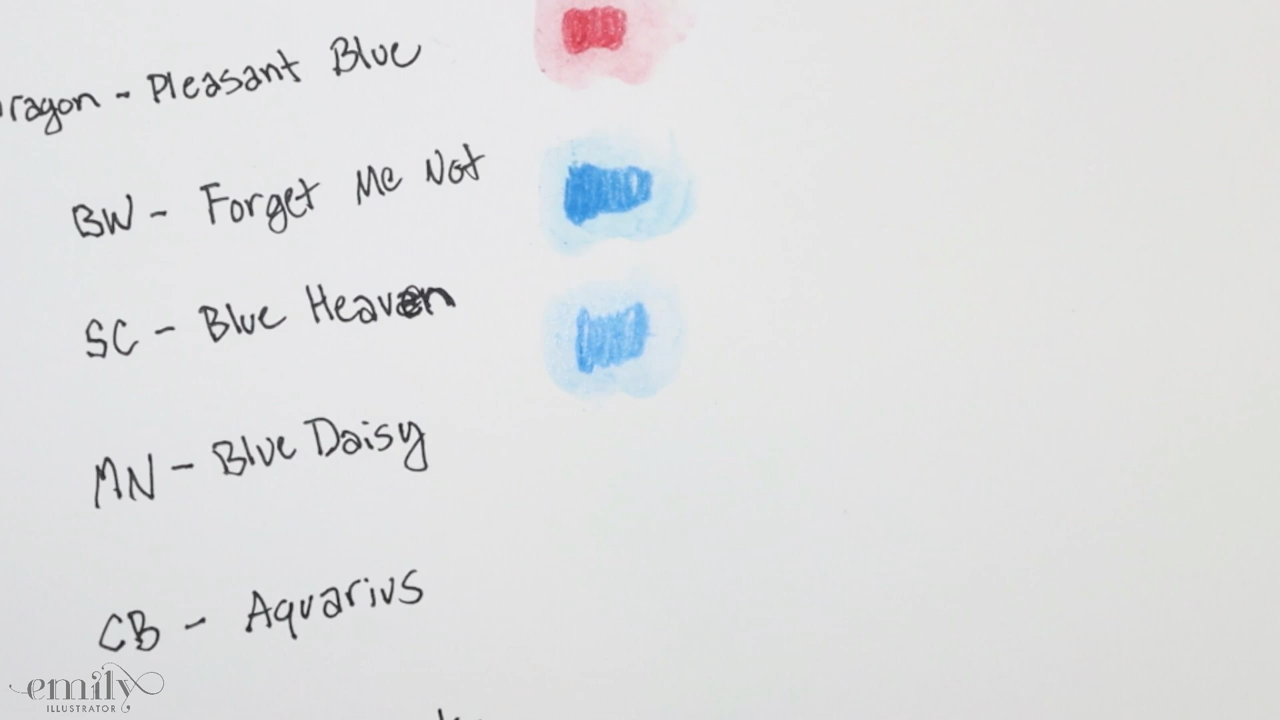 ragon - Pleasant Blue
BW - Forget Me Not
SC - Blue Heaven
MN - Blue Daisy
CB - Aquarius
emily
ILLUSTRATOR